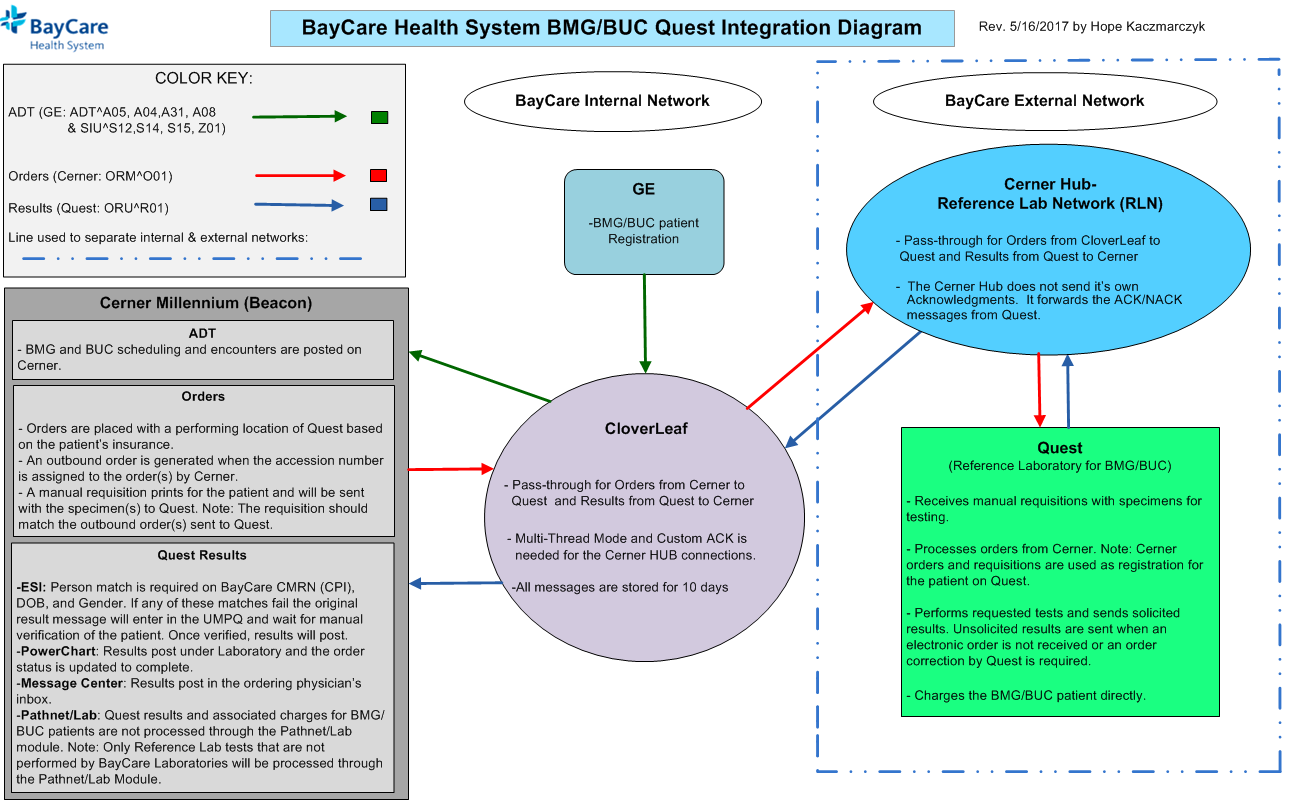 BayCare
Health System
BayCare Health System BMG/BUC Quest Integration Diagram
Rev. 5/16/2017 by Hope Kaczmarczyk
COLOR KEY:
ADT (GE: ADT^A05, A04,A31, A08
& SIU^S12,S14, S15, Z01)
Orders (Cerner: ORM^O01)
Results (Quest: ORU^R01)
Line used to separate internal & external networks:
BayCare Internal Network
BayCare External Network
GE
-BMG/BUC patient
Registration
Cerner Hub-
Reference Lab Network (RLN)
- Pass-through for Orders from CloverLeaf to
Quest and Results from Quest to Cerner
- The Cerner Hub does not send it's own
Acknowledgments. It forwards the ACK/NACK
messages from Quest.
Cerner Millennium (Beacon)
ADT
- BMG and BUC scheduling and encounters are posted on
Cerner.
Orders
- Orders are placed with a performing location of Quest based
on the patient's insurance.
- An outbound order is generated when the accession number
is assigned to the order(s) by Cerner.
- A manual requisition prints for the patient and will be sent
with the specimen(s) to Quest. Note: The requisition should
match the outbound order(s) sent to Quest.
Quest Results
-ESI: Person match is required on BayCare CMRN (CPI),
DOB, and Gender. If any of these matches fail the original
result message will enter in the UMPQ and wait for manual
verification of the patient. Once verified, results will post.
-PowerChart: Results post under Laboratory and the order
status is updated to complete.
-Message Center: Results post in the ordering physician's
inbox.
-Pathnet/Lab: Quest results and associated charges for BMG/
BUC patients are not processed through the Pathnet/Lab
module. Note: Only Reference Lab tests that are not
performed by BayCare Laboratories will be processed through
the Pathnet/Lab Module.
CloverLeaf
- Pass-through for Orders from Cerner to
Quest and Results from Quest to Cerner
- Multi-Thread Mode and Custom ACK is
needed for the Cerner HUB connections.
-All messages are stored for 10 days
Quest
(Reference Laboratory for BMG/BUC)
- Receives manual requisitions with specimens for
testing.
- Processes orders from Cerner. Note: Cerner
orders and requisitions are used as registration for
the patient on Quest.
- Performs requested tests and sends solicited
results. Unsolicited results are sent when an
electronic order is not received or an order
correction by Quest is required.
- Charges the BMG/BUC patient directly.